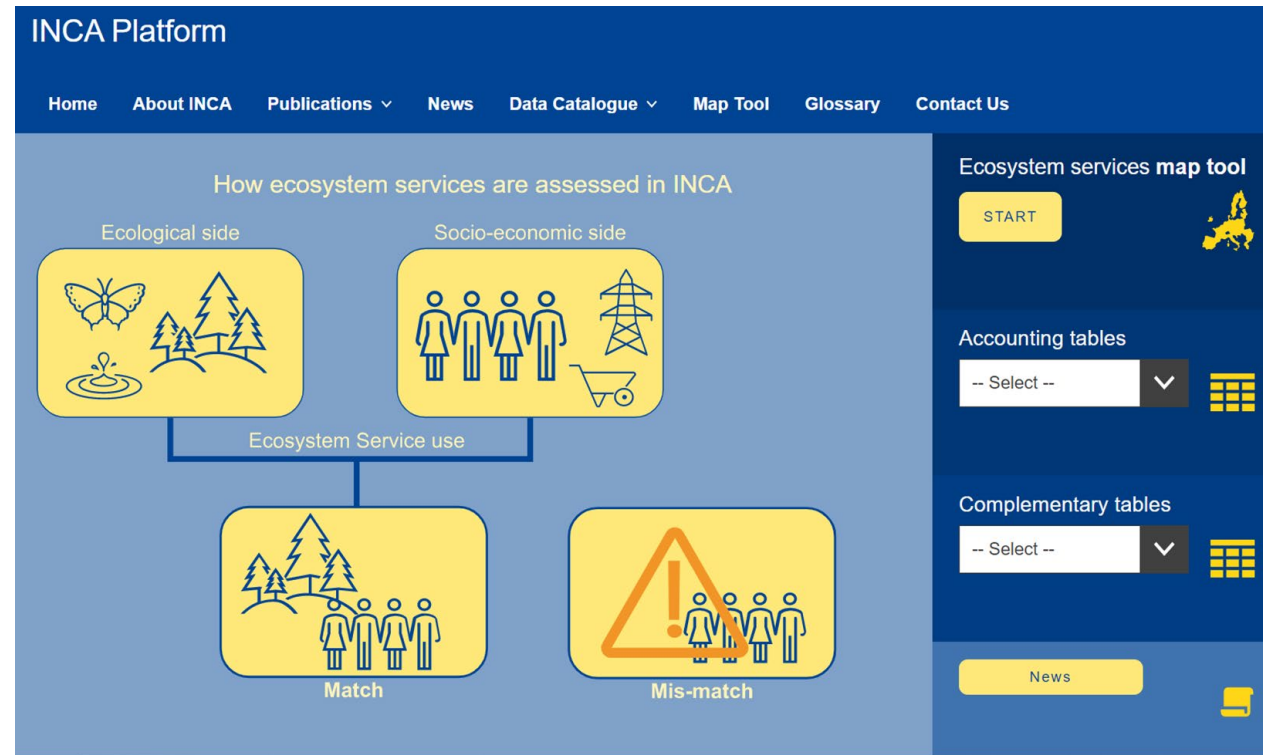 INCA Platform
Home About INCA Publications News Data Catalogue Map Tool Glossary Contact Us
How ecosystem services are assessed in INCA
Ecological side
Socio-economic side
Ecosystem Service use
Match
Mis-match
Ecosystem services map tool
START
Accounting tables
-- Select --
Complementary tables
-- Select --
News